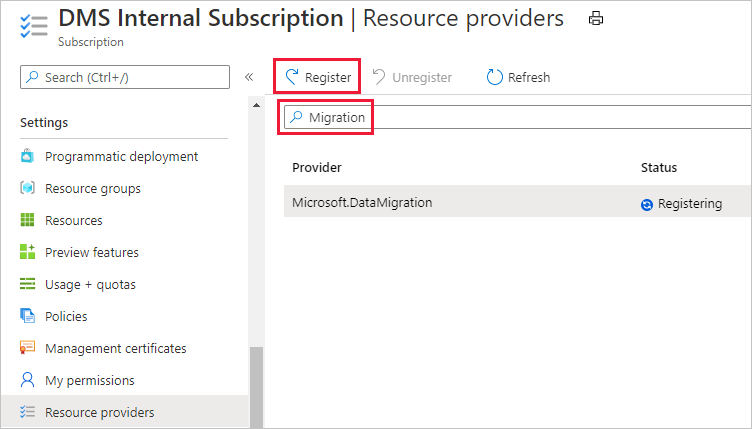 DMS Internal Subscription | Resource providers
Subscription
Search (Ctrl+/)
«
Register
Unregister
Refresh
Migration
Settings
Programmatic deployment
Resource groups
Resources
Preview features
Usage + quotas
Policies
Management certificates
My permissions
Resource providers
Provider
Status
Microsoft.DataMigration
Registering